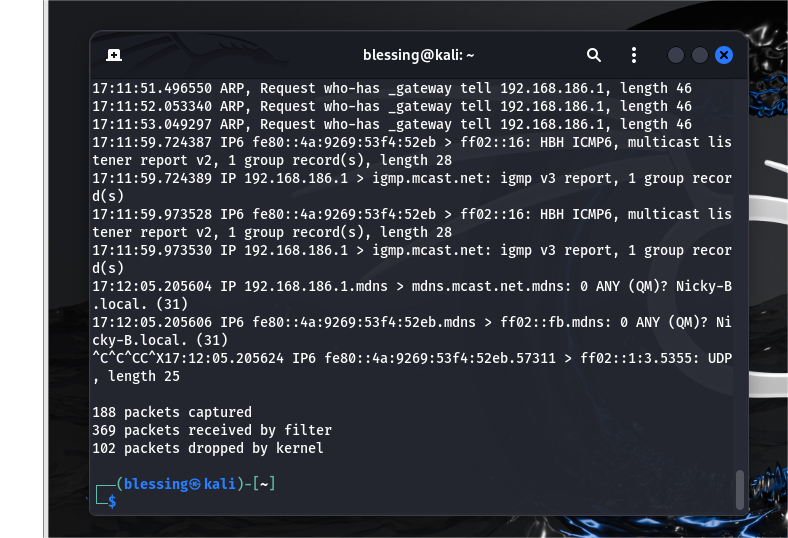 blessing@kali: ~
17:11:51.496550 ARP, Request who-has _gateway tell 192.168.186.1, length 46
17:11:52.053340 ARP, Request who-has _gateway tell 192.168.186.1, length 46
17:11:53.049297 ARP, Request who-has _gateway tell 192.168.186.1, length 46
17:11:59.724387 IP6 fe80::4a:9269:53f4:52eb > ff02::16: HBH ICMP6, multicast lis
tener report v2, 1 group record(s), length 28
17:11:59.724389 IP 192.168.186.1 > igmp.mcast.net: igmp v3 report, 1 group recor
d(s)
17:11:59.973528 IP6 fe80::4a:9269:53f4:52eb > ff02::16: HBH ICMP6, multicast lis
tener report v2, 1 group record(s), length 28
17:11:59.973530 IP 192.168.186.1 > igmp.mcast.net: igmp v3 report, 1 group recor
d(s)
17:12:05.205604 IP 192.168.186.1.mdns > mdns.mcast.net.mdns: 0 ANY (QM)? Nicky-B
.local. (31)
17:12:05.205606 IP6 fe80::4a:9269:53f4:52eb.mdns > ff02::fb.mdns: 0 ANY (QM)? Ni
cky-B.local. (31)
^C^C^CC^X17:12:05.205624 IP6 fe80::4a:9269:53f4:52eb.57311 > ff02::1:3.5355: UDP
, length 25
188 packets captured
369 packets received by filter
102 packets dropped by kernel
┌──(blessing㉿kali)-[~]
└─$